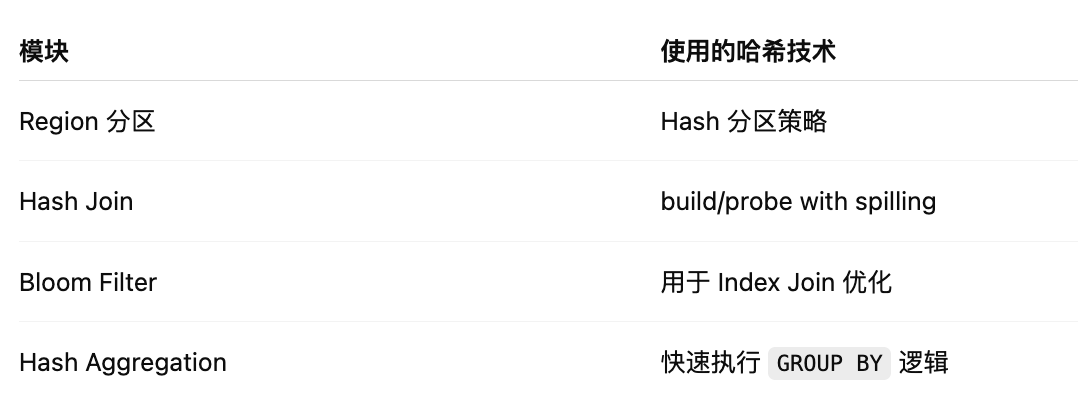 模块 使用的哈希技术
Region 分区 Hash 分区策略
Hash Join build/probe with spilling
Bloom Filter 用于 Index Join 优化
Hash Aggregation 快速执行 GROUP BY 逻辑